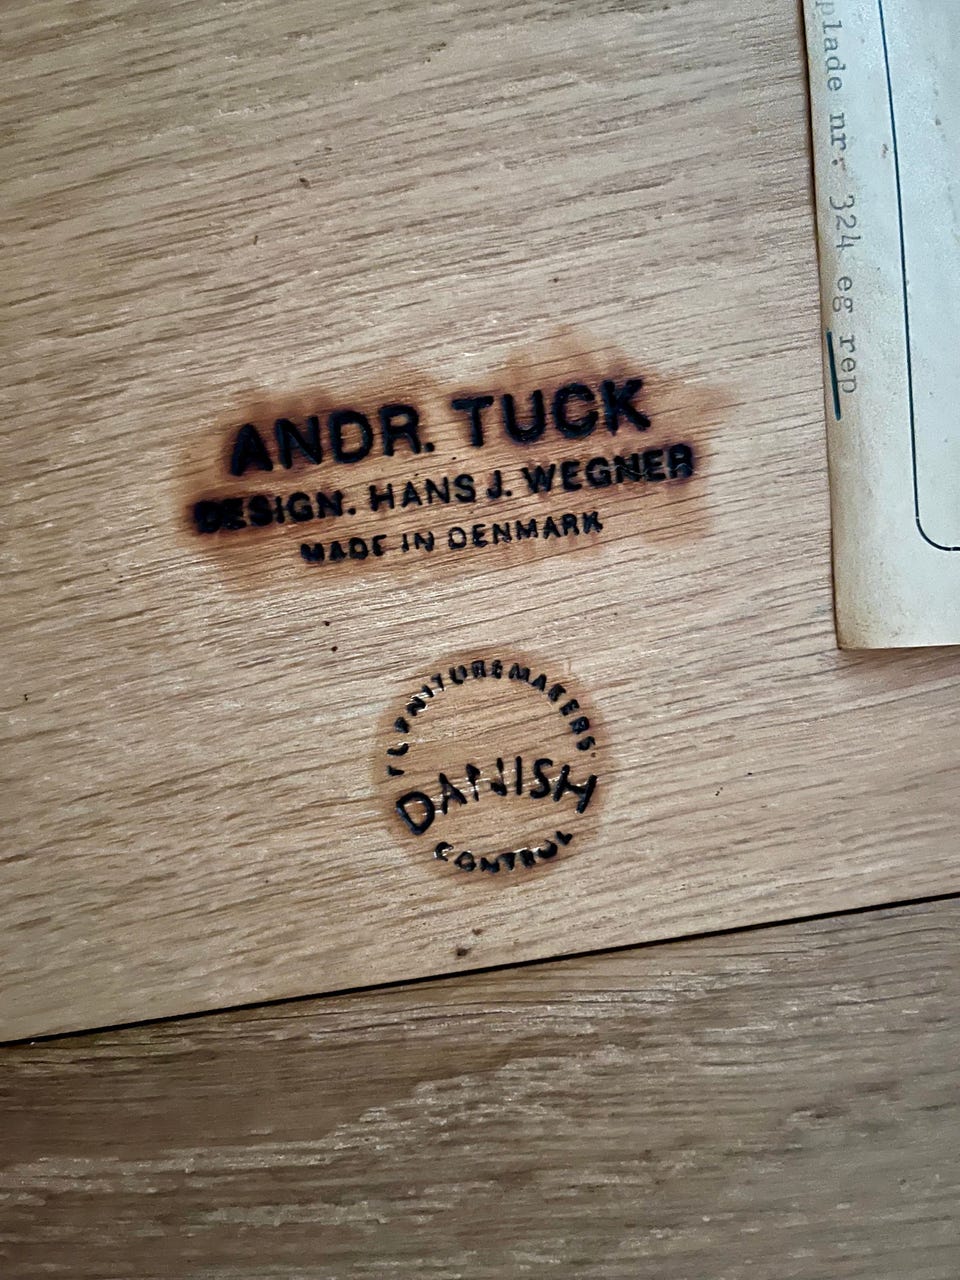 plade nr: 324 eg rep
ANDR. TUCK
DESIGN. HANS J. WEGNER
MADE IN DENMARK
FURNITUREMAKERS'
DANISH
CONTROL